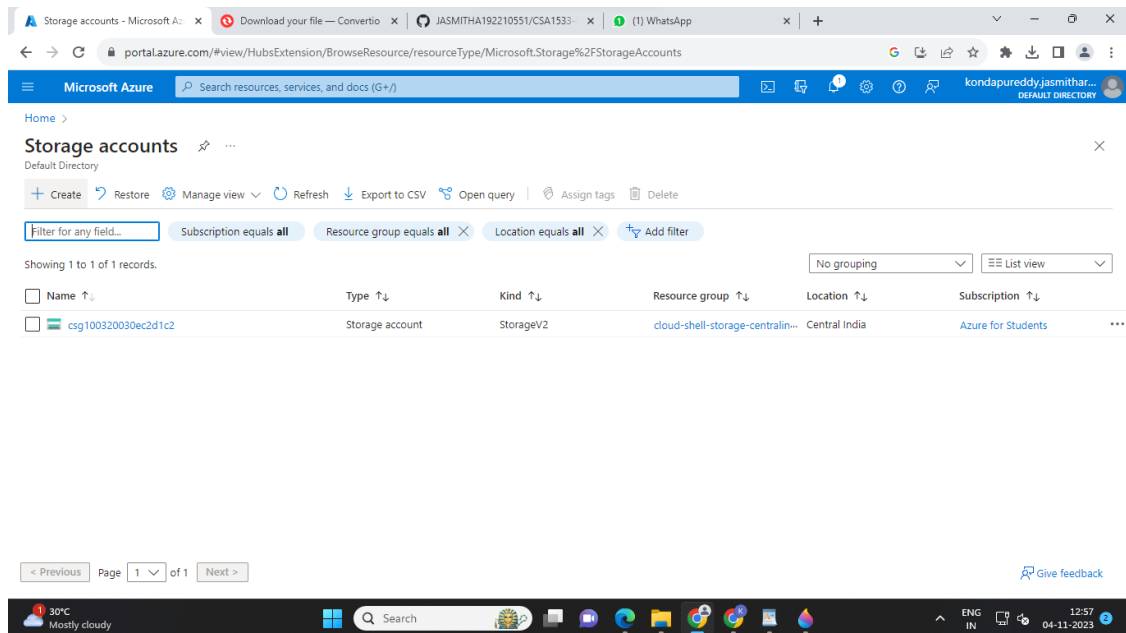 Storage accounts - Microsoft Az
Download your file — Convertio
JASMITHA192210551/CSA1533-
(1) WhatsApp
portal.azure.com/#view/HubsExtension/BrowseResource/resourceType/Microsoft.Storage%2FStorageAccounts
Microsoft Azure
Search resources, services, and docs (G+/)
1
kondapureddy.jasmithar...
DEFAULT DIRECTORY
Home >
Storage accounts
Default Directory
Create Restore Manage view Refresh Export to CSV Open query Assign tags Delete
Filter for any field... Subscription equals all Resource group equals all Location equals all Add filter
Showing 1 to 1 of 1 records.
No grouping List view
Name Type Kind Resource group Location Subscription
csg100320030ec2d1c2 Storage account StorageV2 cloud-shell-storage-centralin... Central India Azure for Students
< Previous Page 1 of 1 Next >
Give feedback
1 30°C
Mostly cloudy
Search
ENG
IN
12:57
04-11-2023
2